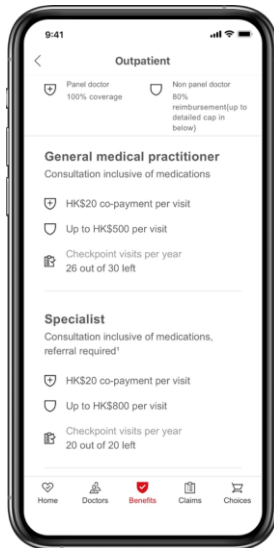 9:41
Outpatient
Panel doctor
100% coverage
Non panel doctor
80%
reimbursement(up to
detailed cap in
below)
General medical practitioner
Consultation inclusive of medications
HK$20 co-payment per visit
Up to HK$500 per visit
Checkpoint visits per year
26 out of 30 left
Specialist
Consultation inclusive of medications,
referral required¹
HK$20 co-payment per visit
Up to HK$800 per visit
Checkpoint visits per year
20 out of 20 left
Home Doctors Benefits Claims Choices